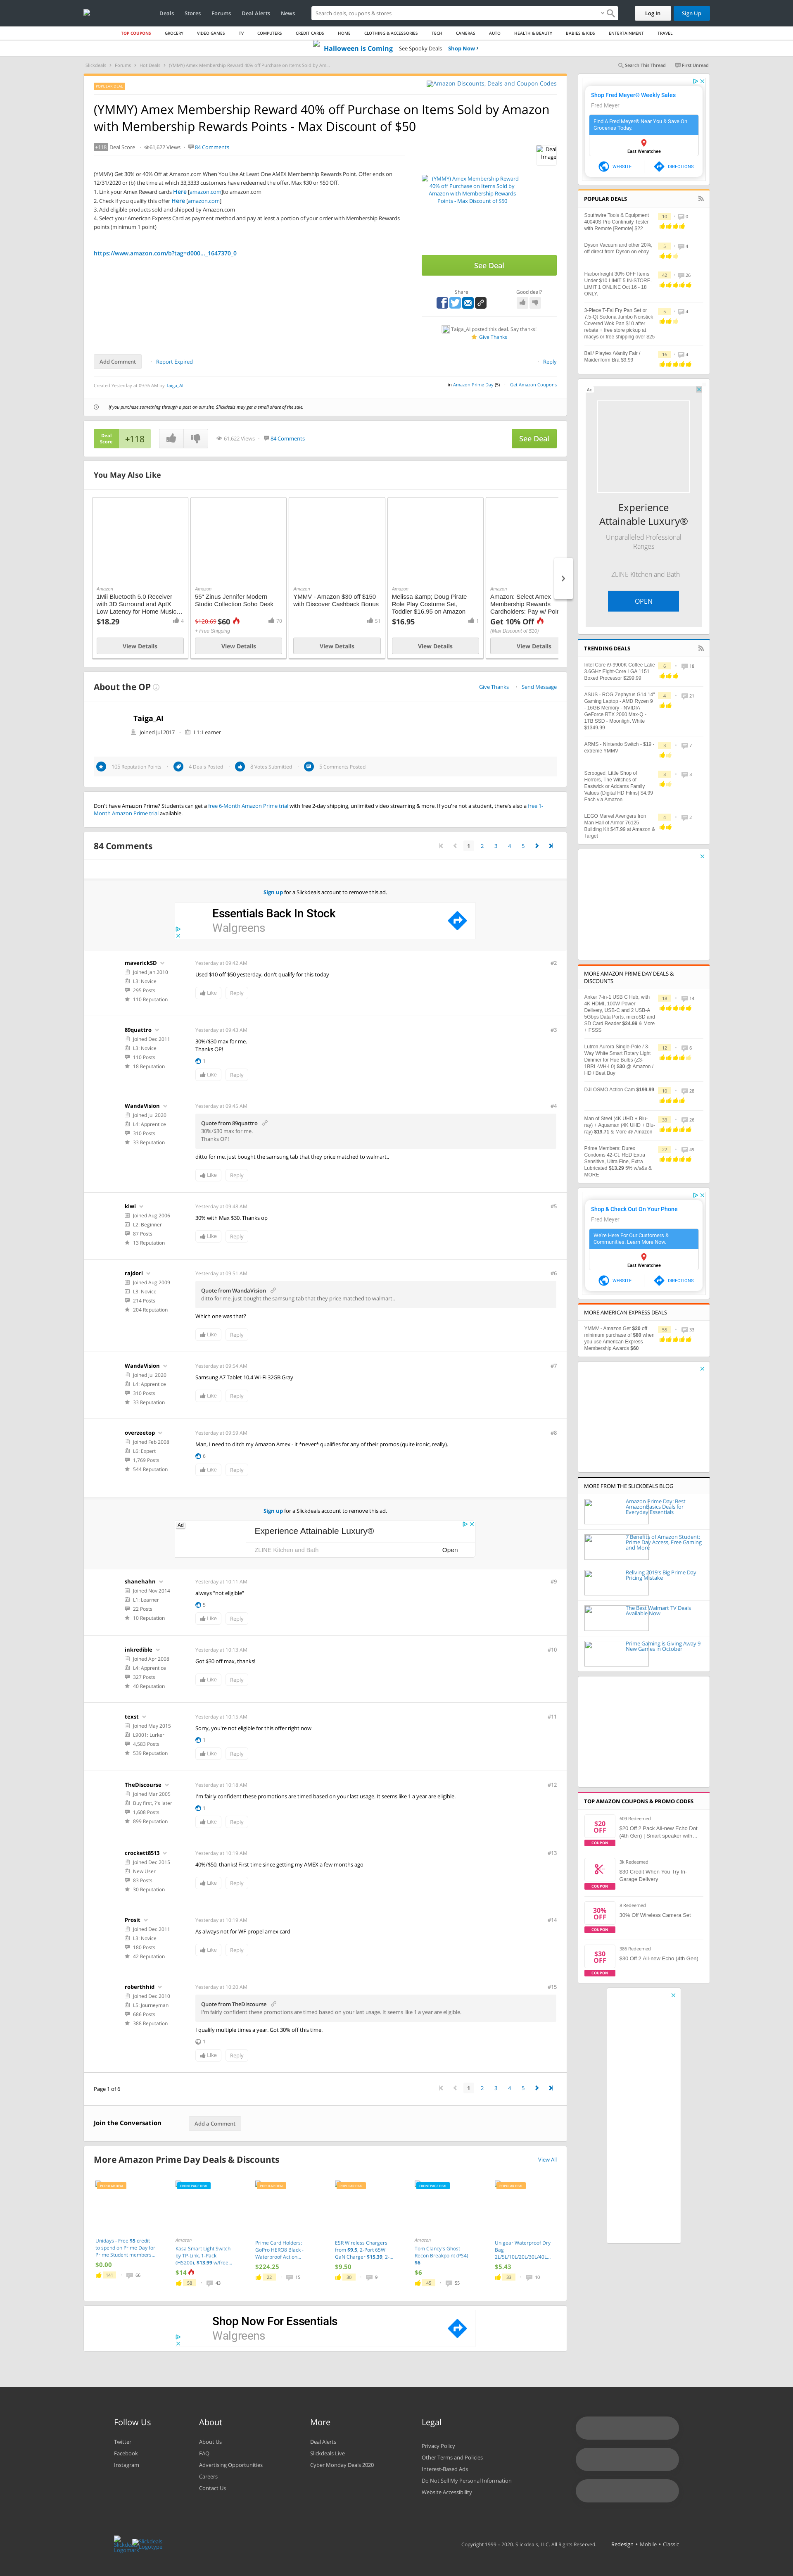 Deals Stores Forums Deal Alerts News
Search deals, coupons & stores
Log In Sign Up
TOP COUPONS GROCERY VIDEO GAMES TV COMPUTERS CREDIT CARDS HOME CLOTHING & ACCESSORIES TECH CAMERAS AUTO HEALTH & BEAUTY BABIES & KIDS ENTERTAINMENT TRAVEL
Halloween is Coming See Spooky Deals Shop Now
Slickdeals Forums Hot Deals (YMMY) Amex Membership Reward 40% off Purchase on Items Sold by Am...
Search This Thread First Unread
POPULAR DEAL
Amazon Discounts, Deals and Coupon Codes
(YMMY) Amex Membership Reward 40% off Purchase on Items Sold by Amazon
with Membership Rewards Points - Max Discount of $50
+118 Deal Score 61,622 Views 84 Comments
Deal Image
(YMMV) Get 30% or 40% Off at Amazon.com When You Use At Least One AMEX Membership Rewards Point. Offer ends on
12/31/2020 or (b) the time at which 33,3333 customers have redeemed the offer. Max $30 or $50 Off.
1. Link your Amex Reward cards Here [amazon.com]to amazon.com
2. Check if you qualify this offer Here [amazon.com]
3. Add eligible products sold and shipped by Amazon.com
4. Select your American Express Card as payment method and pay at least a portion of your order with Membership Rewards
points (minimum 1 point)
https://www.amazon.com/b?tag=d000..._1647370_0
(YMMY) Amex Membership Reward
40% off Purchase on Items Sold by
Amazon with Membership Rewards
Points - Max Discount of $50
See Deal
Share Good deal?
Taiga_AI posted this deal. Say thanks!
Give Thanks
Add Comment Report Expired Reply
Created Yesterday at 09:36 AM by Taiga_AI
in Amazon Prime Day (5) Get Amazon Coupons
If you purchase something through a post on our site, Slickdeals may get a small share of the sale.
Deal Score +118 61,622 Views 84 Comments See Deal
You May Also Like
Amazon
1Mii Bluetooth 5.0 Receiver
with 3D Surround and AptX
Low Latency for Home Music...
$18.29 4
View Details
Amazon
55" Zinus Jennifer Modern
Studio Collection Soho Desk
$120.69 $60 70
+ Free Shipping
View Details
Amazon
YMMV - Amazon $30 off $150
with Discover Cashback Bonus
51
View Details
Amazon
Melissa &amp; Doug Pirate
Role Play Costume Set,
Toddler $16.95 on Amazon
$16.95 1
View Details
Amazon
Amazon: Select Amex
Membership Rewards
Cardholders: Pay w/ Poin
Get 10% Off
(Max Discount of $10)
View Details
About the OP
Give Thanks Send Message
Taiga_AI
Joined Jul 2017 L1: Learner
105 Reputation Points 4 Deals Posted 9 Votes Submitted 5 Comments Posted
Don't have Amazon Prime? Students can get a free 6-Month Amazon Prime trial with free 2-day shipping, unlimited video streaming & more. If you're not a student, there's also a free 1-
Month Amazon Prime trial available.
84 Comments
1 2 3 4 5
Sign up for a Slickdeals account to remove this ad.
Essentials Back In Stock
Walgreens
maverickSD
Joined Jan 2010
L3: Novice
295 Posts
110 Reputation
Yesterday at 09:42 AM #2
Used $10 off $50 yesterday, don't qualify for this today
Like Reply
89quattro
Joined Dec 2011
L3: Novice
110 Posts
18 Reputation
Yesterday at 09:43 AM #3
30%/$30 max for me.
Thanks OP!
1
Like Reply
WandaVision
Joined Jul 2020
L4: Apprentice
310 Posts
33 Reputation
Yesterday at 09:45 AM #4
Quote from 89quattro
30%/$30 max for me.
Thanks OP!
ditto for me. just bought the samsung tab that they price matched to walmart..
Like Reply
kiwi
Joined Aug 2006
L2: Beginner
87 Posts
13 Reputation
Yesterday at 09:48 AM #5
30% with Max $30. Thanks op
Like Reply
rajdori
Joined Aug 2009
L3: Novice
214 Posts
204 Reputation
Yesterday at 09:51 AM #6
Quote from WandaVision
ditto for me. just bought the samsung tab that they price matched to walmart..
Which one was that?
Like Reply
WandaVision
Joined Jul 2020
L4: Apprentice
310 Posts
33 Reputation
Yesterday at 09:54 AM #7
Samsung A7 Tablet 10.4 Wi-Fi 32GB Gray
Like Reply
overzeetop
Joined Feb 2008
L6: Expert
1,769 Posts
544 Reputation
Yesterday at 09:59 AM #8
Man, I need to ditch my Amazon Amex - it *never* qualifies for any of their promos (quite ironic, really).
6
Like Reply
Sign up for a Slickdeals account to remove this ad.
Ad
Experience Attainable Luxury®
ZLINE Kitchen and Bath Open
shanehahn
Joined Nov 2014
L1: Learner
22 Posts
10 Reputation
Yesterday at 10:11 AM #9
always "not eligible"
5
Like Reply
inkredible
Joined Apr 2008
L4: Apprentice
327 Posts
40 Reputation
Yesterday at 10:13 AM #10
Got $30 off max, thanks!
Like Reply
texst
Joined May 2015
L9001: Lurker
4,583 Posts
539 Reputation
Yesterday at 10:15 AM #11
Sorry, you're not eligible for this offer right now
1
Like Reply
TheDiscourse
Joined Mar 2005
Buy first, ?'s later
1,608 Posts
899 Reputation
Yesterday at 10:18 AM #12
I'm fairly confident these promotions are timed based on your last usage. It seems like 1 a year are eligible.
1
Like Reply
crockett8513
Joined Dec 2015
New User
83 Posts
30 Reputation
Yesterday at 10:19 AM #13
40%/$50, thanks! First time since getting my AMEX a few months ago
Like Reply
Prosit
Joined Dec 2011
L3: Novice
180 Posts
42 Reputation
Yesterday at 10:19 AM #14
As always not for WF propel amex card
Like Reply
roberthhid
Joined Dec 2010
L5: Journeyman
686 Posts
388 Reputation
Yesterday at 10:20 AM #15
Quote from TheDiscourse
I'm fairly confident these promotions are timed based on your last usage. It seems like 1 a year are eligible.
I qualify multiple times a year. Got 30% off this time.
1
Like Reply
Page 1 of 6
1 2 3 4 5
Join the Conversation Add a Comment
More Amazon Prime Day Deals & Discounts View All
POPULAR DEAL
Unidays - Free $5 credit
to spend on Prime Day for
Prime Student members...
$0.00
141 66
FRONTPAGE DEAL
Amazon
Kasa Smart Light Switch
by TP-Link, 1-Pack
(HS200), $13.99 w/free...
$14
58 43
POPULAR DEAL
Prime Card Holders:
GoPro HERO8 Black -
Waterproof Action...
$224.25
22 15
POPULAR DEAL
ESR Wireless Chargers
from $9.5, 2-Port 65W
GaN Charger $15.39, 2-...
$9.50
30 9
FRONTPAGE DEAL
Amazon
Tom Clancy's Ghost
Recon Breakpoint (PS4)
$6
$6
45 55
POPULAR DEAL
Unigear Waterproof Dry
Bag
2L/5L/10L/20L/30L/40L...
$5.43
33 10
Shop Now For Essentials
Walgreens
Shop Fred Meyer® Weekly Sales
Fred Meyer
Find A Fred Meyer® Near You & Save On
Groceries Today.
East Wenatchee
WEBSITE DIRECTIONS
POPULAR DEALS
Southwire Tools & Equipment
40040S Pro Continuity Tester
with Remote [Remote] $22
10 0
Dyson Vacuum and other 20%,
off direct from Dyson on ebay
5 4
Harborfreight 30% OFF Items
Under $10 LIMIT 5 IN-STORE,
LIMIT 1 ONLINE Oct 16 - 18
ONLY.
42 26
3-Piece T-Fal Fry Pan Set or
7.5-Qt Sedona Jumbo Nonstick
Covered Wok Pan $10 after
rebate + free store pickup at
macys or free shipping over $25
5 4
Bali/ Playtex /Vanity Fair /
Maidenform Bra $9.99
16 4
Ad
Experience
Attainable Luxury®
Unparalleled Professional
Ranges
ZLINE Kitchen and Bath
OPEN
TRENDING DEALS
Intel Core i9-9900K Coffee Lake
3.6GHz Eight-Core LGA 1151
Boxed Processor $299.99
6 18
ASUS - ROG Zephyrus G14 14"
Gaming Laptop - AMD Ryzen 9
- 16GB Memory - NVIDIA
GeForce RTX 2060 Max-Q -
1TB SSD - Moonlight White
$1349.99
4 21
ARMS - Nintendo Switch - $19 -
extreme YMMV
3 7
Scrooged, Little Shop of
Horrors, The Witches of
Eastwick or Addams Family
Values (Digital HD Films) $4.99
Each via Amazon
3 3
LEGO Marvel Avengers Iron
Man Hall of Armor 76125
Building Kit $47.99 at Amazon &
Target
4 2
MORE AMAZON PRIME DAY DEALS &
DISCOUNTS
Anker 7-in-1 USB C Hub, with
4K HDMI, 100W Power
Delivery, USB-C and 2 USB-A
5Gbps Data Ports, microSD and
SD Card Reader $24.99 & More
+ FSSS
18 14
Lutron Aurora Single-Pole / 3-
Way While Smart Rotary Light
Dimmer for Hue Bulbs (Z3-
1BRL-WH-L0) $30 @ Amazon /
HD / Best Buy
12 6
DJI OSMO Action Cam $199.99
10 28
Man of Steel (4K UHD + Blu-
ray) + Aquaman (4K UHD + Blu-
ray) $18.71 & More @ Amazon
33 26
Prime Members: Durex
Condoms 42-Ct. RED Extra
Sensitive, Ultra Fine, Extra
Lubricated $13.29 5% w/s&s &
MORE
32 49
Shop & Check Out On Your Phone
Fred Meyer
We're Here For Our Customers &
Communities. Learn More Now.
East Wenatchee
WEBSITE DIRECTIONS
MORE AMERICAN EXPRESS DEALS
YMMV - Amazon Get $20 off
minimum purchase of $80 when
you use American Express
Membership Awards $60
55 33
MORE FROM THE SLICKDEALS BLOG
Amazon Prime Day: Best
AmazonBasics Deals for
Everyday Essentials
7 Benefits of Amazon Student:
Prime Day Access, Free Gaming
and More
Reliving 2019's Big Prime Day
Pricing Mistake
The Best Walmart TV Deals
Available Now
Prime Gaming is Giving Away 9
New Games in October
TOP AMAZON COUPONS & PROMO CODES
$20 OFF COUPON
609 Redeemed
$20 Off 2 Pack All-new Echo Dot
(4th Gen) | Smart speaker with...
COUPON
3k Redeemed
$30 Credit When You Try In-
Garage Delivery
30% OFF COUPON
8 Redeemed
30% Off Wireless Camera Set
$30 OFF COUPON
386 Redeemed
$30 Off 2 All-new Echo (4th Gen)
Follow Us
Twitter
Facebook
Instagram
About
About Us
FAQ
Advertising Opportunities
Careers
Contact Us
More
Deal Alerts
Slickdeals Live
Cyber Monday Deals 2020
Legal
Privacy Policy
Other Terms and Policies
Interest-Based Ads
Do Not Sell My Personal Information
Website Accessibility
Copyright 1999 – 2020. Slickdeals, LLC. All Rights Reserved. Redesign • Mobile • Classic